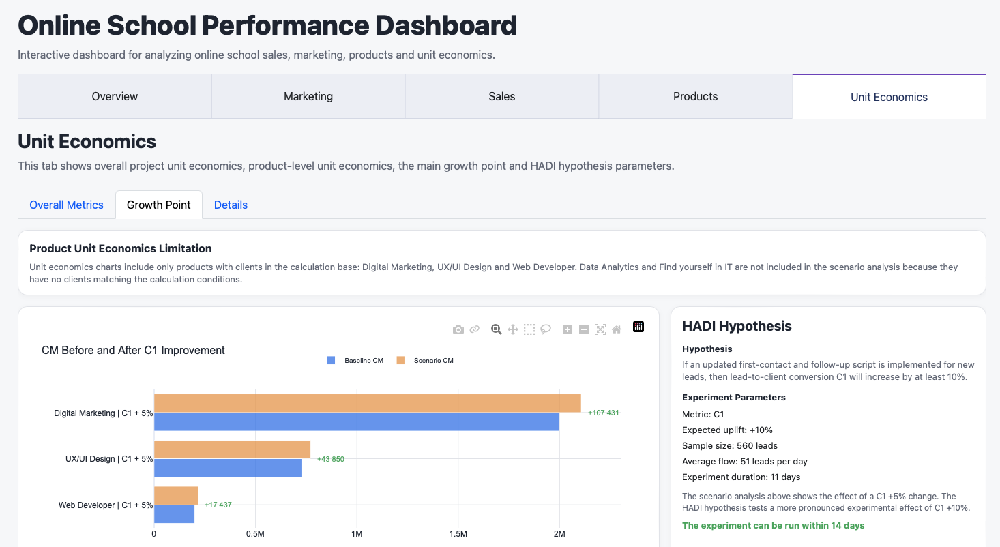 Online School Performance Dashboard
Interactive dashboard for analyzing online school sales, marketing, products and unit economics.
Overview
Marketing
Sales
Products
Unit Economics
Unit Economics
This tab shows overall project unit economics, product-level unit economics, the main growth point and HADI hypothesis parameters.
Overall Metrics
Growth Point
Details
Product Unit Economics Limitation
Unit economics charts include only products with clients in the calculation base: Digital Marketing, UX/UI Design and Web Developer. Data Analytics and Find yourself in IT are not included in the scenario analysis because they
have no clients matching the calculation conditions.
CM Before and After C1 Improvement
Baseline CM
Scenario CM
Digital Marketing | C1 + 5%
+107 431
UX/UI Design | C1 + 5%
+43 850
Web Developer | C1 + 5%
+17 437
0
0.5M
1M
1.5M
2M
HADI Hypothesis
Hypothesis
If an updated first-contact and follow-up script is implemented for new
leads, then lead-to-client conversion C1 will increase by at least 10%.
Experiment Parameters
Metric: C1
Expected uplift: +10%
Sample size: 560 leads
Average flow: 51 leads per day
Experiment duration: 11 days
The scenario analysis above shows the effect of a C1 +5% change. The
HADI hypothesis tests a more pronounced experimental effect of C1 +10%.
The experiment can be run within 14 days